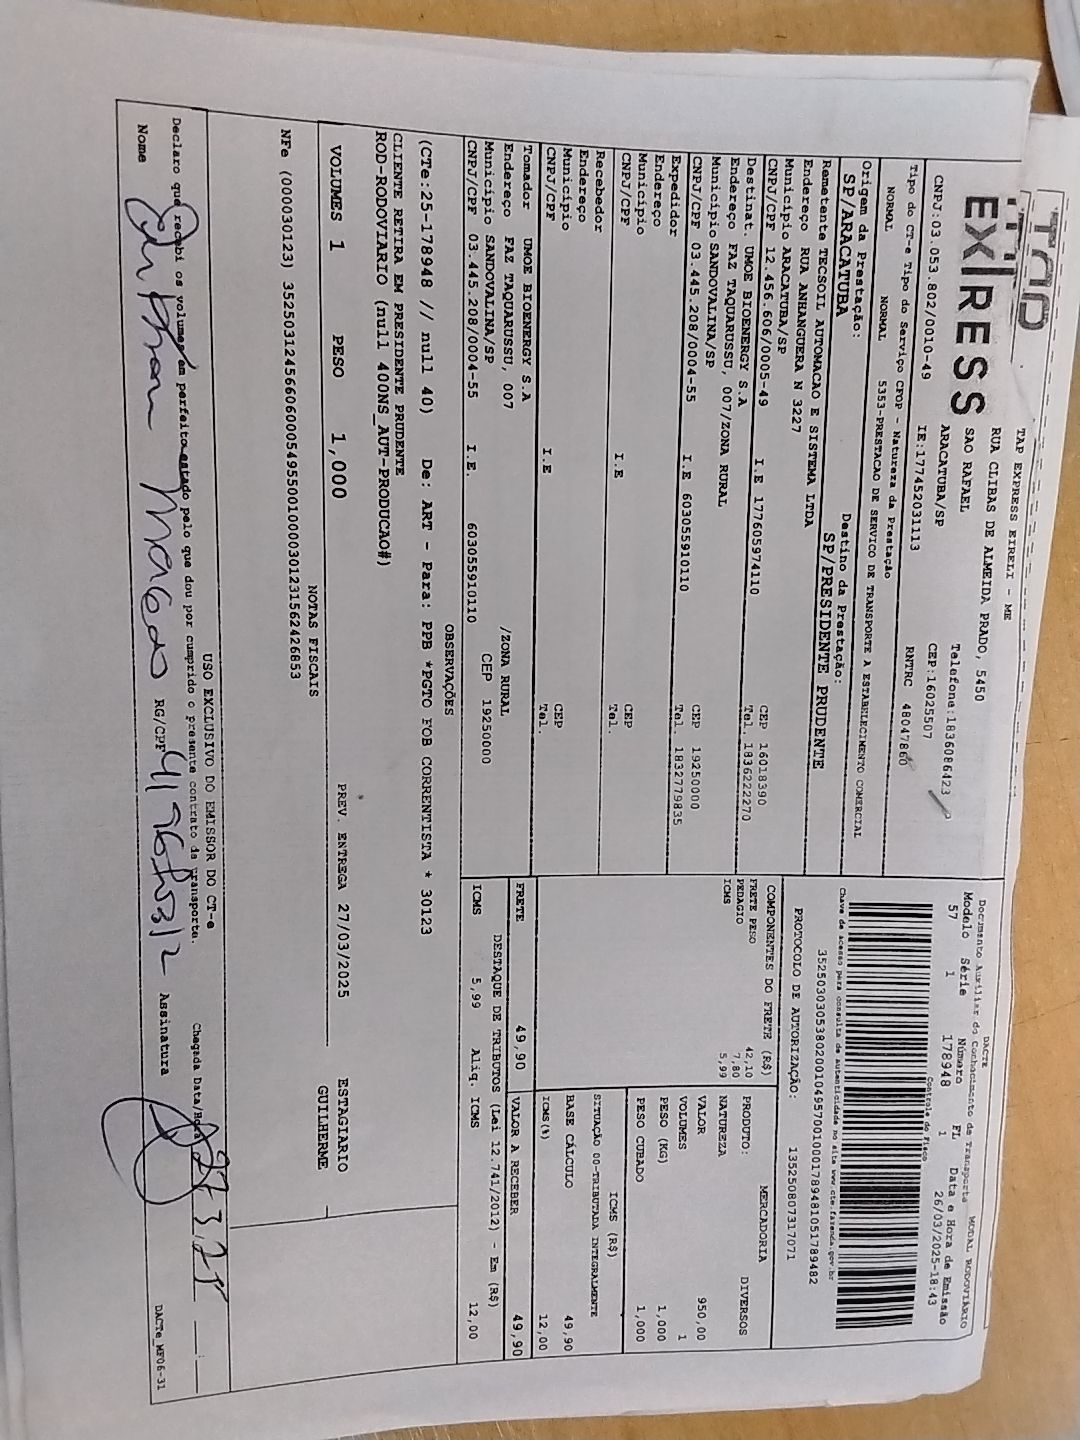 TAP
EX|RESS
TAP EXPRESS EIRELI - ME
RUA CLIBAS DE ALMEIDA PRADO, 5450
SAO RAFAEL
ARACATUBA/SP
Telefone:1836086423
CEP:16025507
CNPJ:03.053.802/0010-49
IE:177452031113
RNTRC 48047860
Tipo do CT-e Tipo do Serviço CFOP - Natureza da Prestação
NORMAL NORMAL 5353-PRESTACAO DE SERVICO DE TRANSPORTE A ESTABELECIMENTO COMERCIAL
Origem da Prestação: Destino da Prestação:
SP/ARACATUBA SP/PRESIDENTE PRUDENTE
Remetente TECSOIL AUTOMACAO E SISTEMA LTDA
Endereço RUA ANHANGUERA N 3227
Município ARACATUBA/SP CEP 16018390
CNPJ/CPF 12.456.606/0005-49 I.E 177605974110 Tel. 1836222270
Destinat. UMOE BIOENERGY S.A
Endereço FAZ TAQUARUSSU, 007/ZONA RURAL
Município SANDOVALINA/SP CEP 19250000
CNPJ/CPF 03.445.208/0004-55 I.E 603055910110 Tel. 1832779835
Expedidor
Endereço
Município CEP
CNPJ/CPF I.E Tel.
Recebedor
Endereço
Município CEP
CNPJ/CPF I.E Tel.
Tomador UMOE BIOENERGY S.A
Endereço FAZ TAQUARUSSU, 007 /ZONA RURAL
Município SANDOVALINA/SP CEP 19250000
CNPJ/CPF 03.445.208/0004-55 I.E. 603055910110
DACTE
Documento Auxiliar do Conhecimento de Transporte MODAL RODOVIÁRIO
Modelo Série Número FL Data e Hora de Emissão
57 1 178948 1 26/03/2025-18:43
Controle do Fisco
Chave de acesso para consulta de autenticidade no site www.cte.fazenda.gov.br
35250303053802001049570010001789481051789482
PROTOCOLO DE AUTORIZAÇÃO: 135250807317071
COMPONENTES DO FRETE (R$)
FRETE PESO 42,10
PEDAGIO 7,80
ICMS 5,99
MERCADORIA
PRODUTO: DIVERSOS
NATUREZA
VALOR 950,00
VOLUMES 1
PESO (KG) 1,000
PESO CUBADO 1,000
ICMS (R$)
SITUAÇÃO 00-TRIBUTADA INTEGRALMENTE
BASE CÁLCULO 49,90
ICMS(%) 12,00
FRETE 49,90 VALOR A RECEBER 49,90
DESTAQUE DE TRIBUTOS (Lei 12.741/2012) - Em (R$)
ICMS 5,99 Aliq. ICMS 12,00
OBSERVAÇÕES
(CTe:25-178948 // null 40) De: ART - Para: PPB *PGTO FOB CORRENTISTA * 30123
CLIENTE RETIRA EM PRESIDENTE PRUDENTE
ROD-RODOVIARIO (null 400NS_AUT-PRODUCAO#)
VOLUMES 1 PESO 1,000 PREV. ENTREGA 27/03/2025 ESTAGIARIO
GUILHERME
NOTAS FISCAIS
NFe (000030123) 35250312456606000549550010000301231562426853
USO EXCLUSIVO DO EMISSOR DO CT-e
Declaro que recebi os volumes em perfeito estado pelo que dou por cumprido o presente contrato de transporte.
Chegada Data/Hora 27.3.25
Nome Macedo RG/CPF Assinatura
DACTe_MF06-31